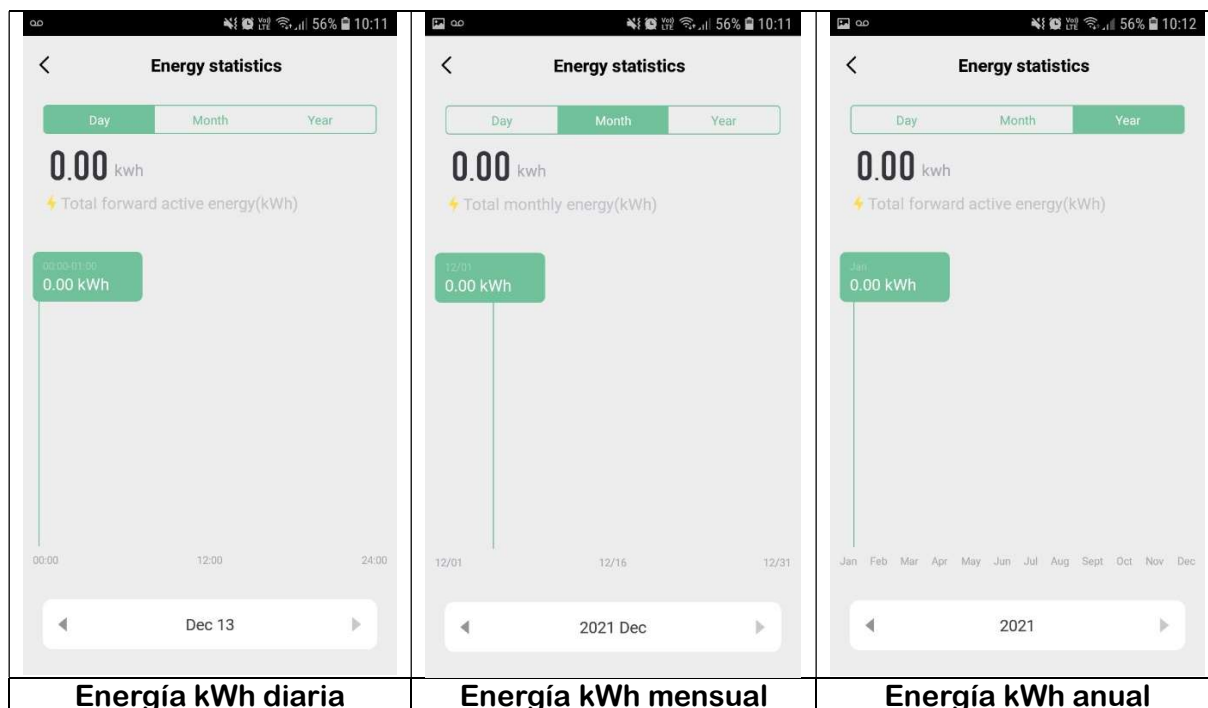 56% 10:11
Energy statistics
Day Month Year
0.00 kwh
Total forward active energy(kWh)
00:00-01:00
0.00 kWh
00:00 12:00 24:00
Dec 13
Energía kWh diaria
56% 10:11
Energy statistics
Day Month Year
0.00 kwh
Total monthly energy(kWh)
12/01
0.00 kWh
12/01 12/16 12/31
2021 Dec
Energía kWh mensual
56% 10:12
Energy statistics
Day Month Year
0.00 kwh
Total forward active energy(kWh)
Jan
0.00 kWh
Jan Feb Mar Apr May Jun Jul Aug Sept Oct Nov Dec
2021
Energía kWh anual